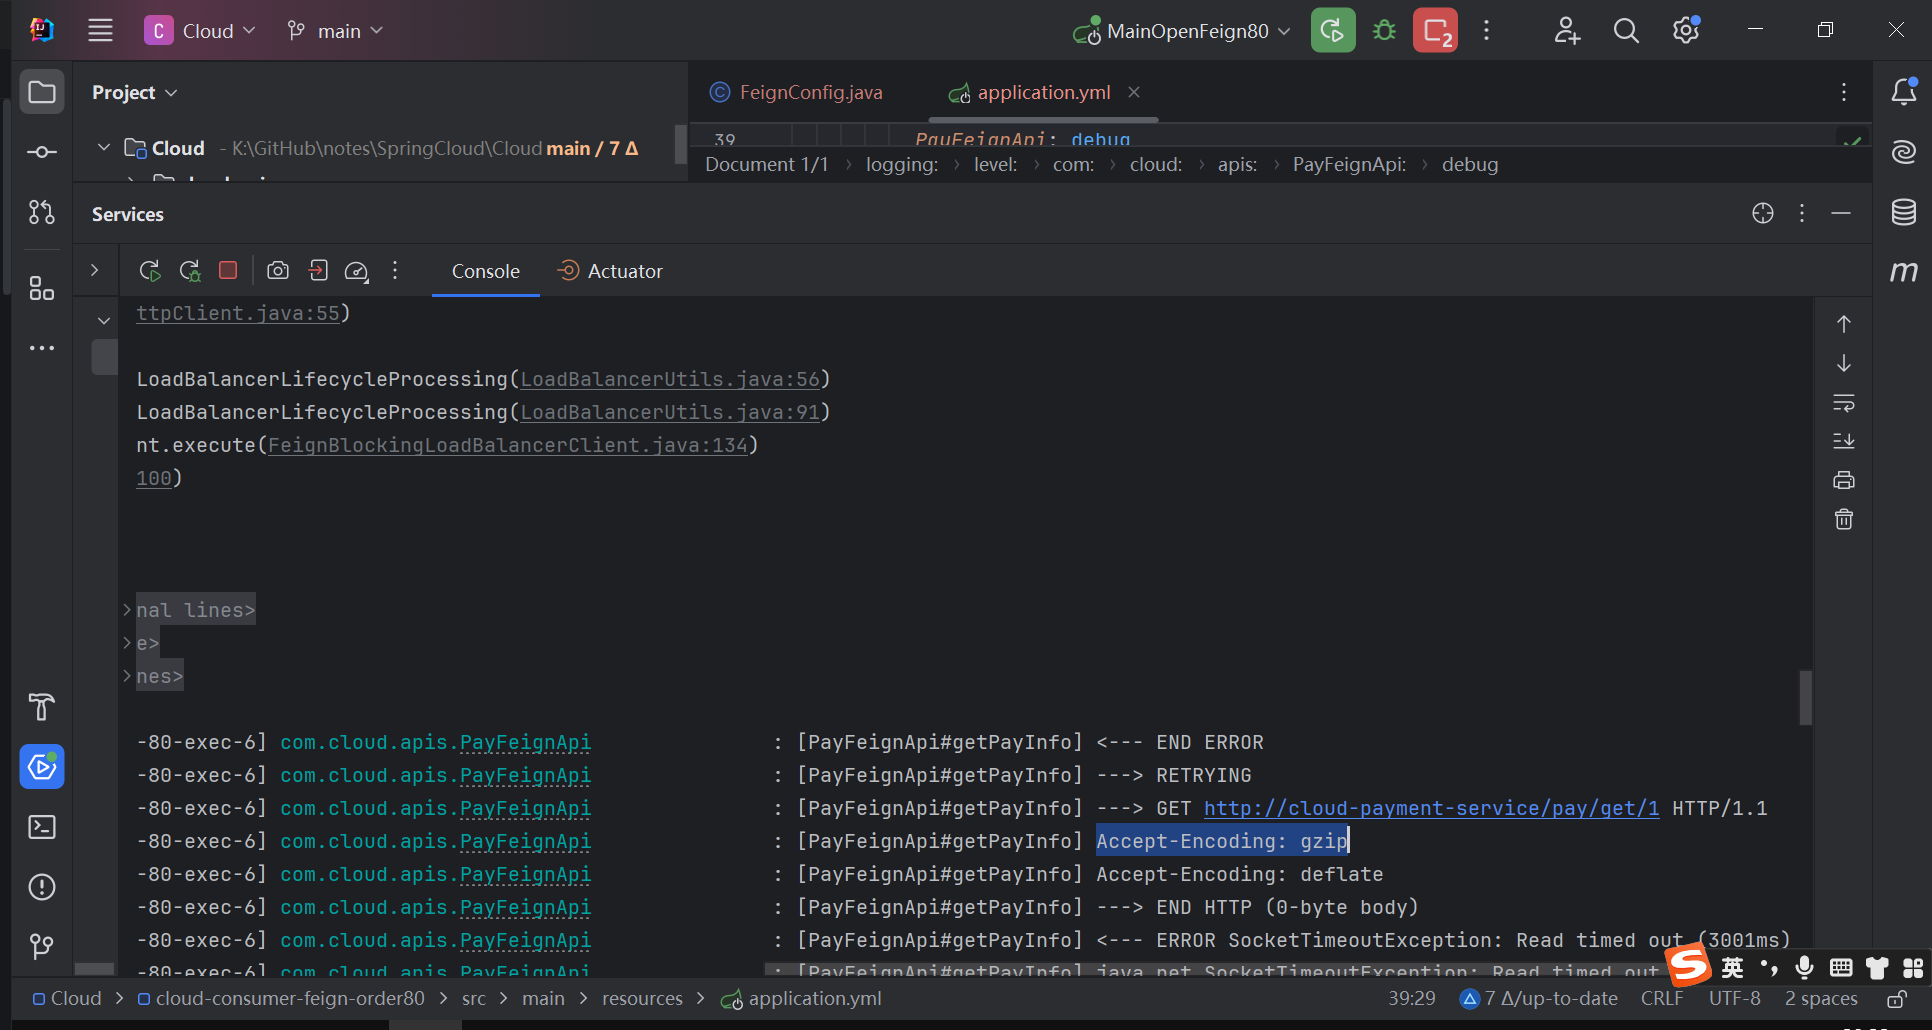 C Cloud main MainOpenFeign80 2
Project FeignConfig.java application.yml
Cloud - K:\GitHub\notes\SpringCloud\Cloud main / 7 Δ
39 PayFeignApi: debug
Document 1/1 › logging: › level: › com: › cloud: › apis: › PayFeignApi: › debug
Services
Console Actuator
ttpClient.java:55)
LoadBalancerLifecycleProcessing(LoadBalancerUtils.java:56)
LoadBalancerLifecycleProcessing(LoadBalancerUtils.java:91)
nt.execute(FeignBlockingLoadBalancerClient.java:134)
100)
nal lines>
e>
nes>
-80-exec-6] com.cloud.apis.PayFeignApi : [PayFeignApi#getPayInfo] <--- END ERROR
-80-exec-6] com.cloud.apis.PayFeignApi : [PayFeignApi#getPayInfo] ---> RETRYING
-80-exec-6] com.cloud.apis.PayFeignApi : [PayFeignApi#getPayInfo] ---> GET http://cloud-payment-service/pay/get/1 HTTP/1.1
-80-exec-6] com.cloud.apis.PayFeignApi : [PayFeignApi#getPayInfo] Accept-Encoding: gzip
-80-exec-6] com.cloud.apis.PayFeignApi : [PayFeignApi#getPayInfo] Accept-Encoding: deflate
-80-exec-6] com.cloud.apis.PayFeignApi : [PayFeignApi#getPayInfo] ---> END HTTP (0-byte body)
-80-exec-6] com.cloud.apis.PayFeignApi : [PayFeignApi#getPayInfo] <--- ERROR SocketTimeoutException: Read timed out (3001ms)
-80-exec-6] com.cloud.apis.PayFeignApi : [PayFeignApi#getPayInfo] java.net.SocketTimeoutException: Read timed out
英
Cloud > cloud-consumer-feign-order80 > src > main > resources > application.yml 39:29 7 Δ/up-to-date CRLF UTF-8 2 spaces